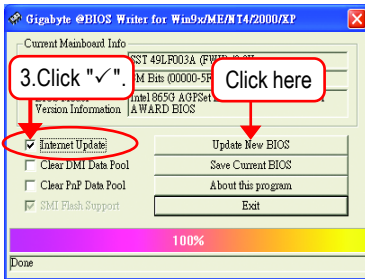 Gigabyte @BIOS Writer for Win9x/ME/NT4/2000/XP
Current Mainboard Info
SST 49LF003A
M Bits (00000-5F
3.Click "✓".
Click here
Intel 865G AGPSet
Version Information AWARD BIOS
Internet Update
Update New BIOS
Clear DMI Data Pool
Save Current BIOS
Clear PnP Data Pool
About this program
SMI Flash Support
Exit
100%
Done